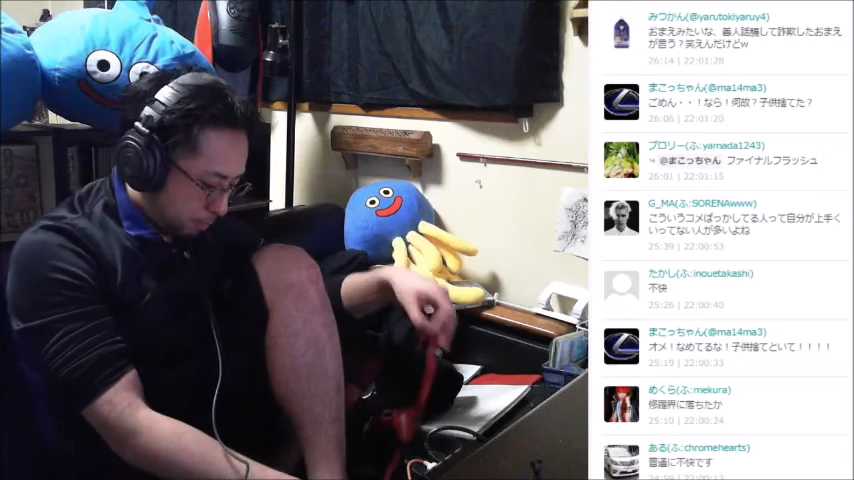 みつかん(@yarutokiyaruy4)
おまえみたいな、善人話騙して詐欺したおまえ
が言う？笑えんだけどw
26:14 | 22:01:28
まこっちゃん(@ma14ma3)
ごめん・・！なら！何故？子供捨てた？
26:06 | 22:01:20
ブロリー(ふ:yamada1243)
@まこっちゃん ファイナルフラッシュ
26:01 | 22:01:15
G_MA(ふ:SORENAwww)
こういうコメばっかしてる人って自分が上手く
いってない人が多いよね
25:39 | 22:00:53
たかし(ふ:inouetakashi)
不快
25:26 | 22:00:40
まこっちゃん(@ma14ma3)
オメ！なめてるな！子供捨てといて！！！！
25:19 | 22:00:33
めくら(ふ:mekura)
修羅界に落ちたか
25:10 | 22:00:24
ある(ふ:chromehearts)
普通に不快です